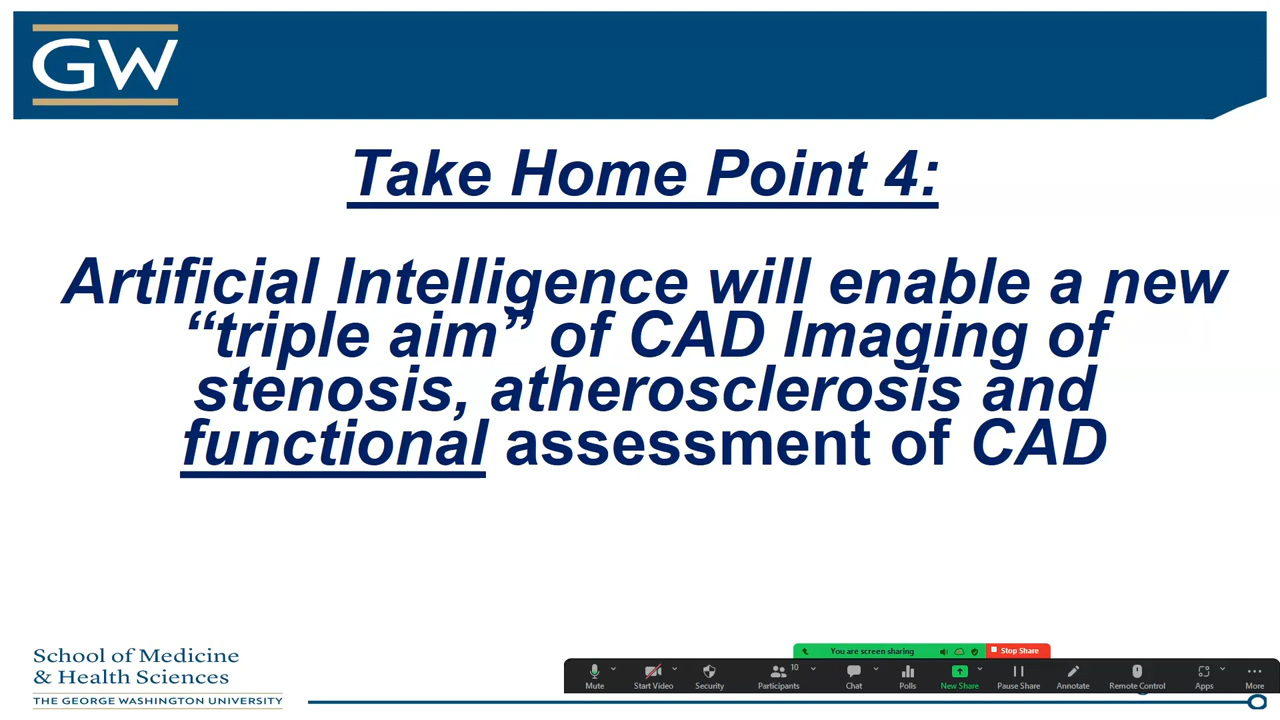 GW
Take Home Point 4:
Artificial Intelligence will enable a new
“triple aim” of CAD Imaging of
stenosis, atherosclerosis and
functional assessment of CAD
School of Medicine
& Health Sciences
THE GEORGE WASHINGTON UNIVERSITY
You are screen sharing
Stop Share
10
Mute
Start Video
Security
Participants
Chat
Polls
New Share
Pause Share
Annotate
Remote Control
Apps
More